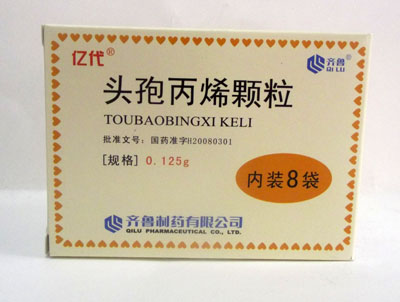 亿代®
齐鲁®
QILU
头孢丙烯颗粒
TOUBAOBINGXI KELI
批准文号：国药准字H20080301
[规格] 0.125g
内装8袋
齐鲁制药有限公司
QILU PHARMACEUTICAL CO., LTD.